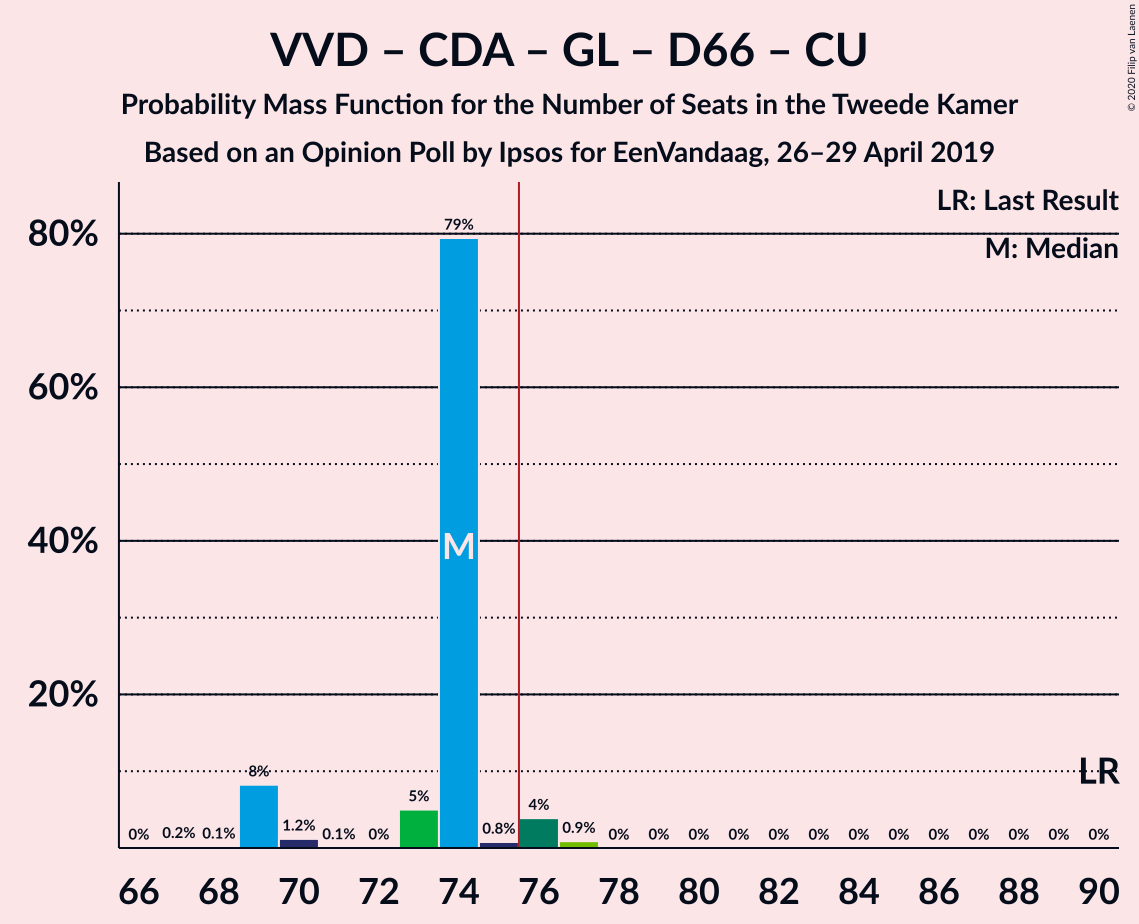 VVD – CDA – GL – D66 – CU
Probability Mass Function for the Number of Seats in the Tweede Kamer
Based on an Opinion Poll by Ipsos for EenVandaag, 26–29 April 2019
© 2020 Filip van Laenen
LR: Last Result
M: Median
80%
60%
40%
20%
0% 0.2% 0.1% 8% 1.2% 0.1% 0% 5% 79% 0.8% 4% 0.9% 0% 0% 0% 0% 0% 0% 0% 0% 0% 0% 0% 0% 0%
M
LR
66 68 70 72 74 76 78 80 82 84 86 88 90